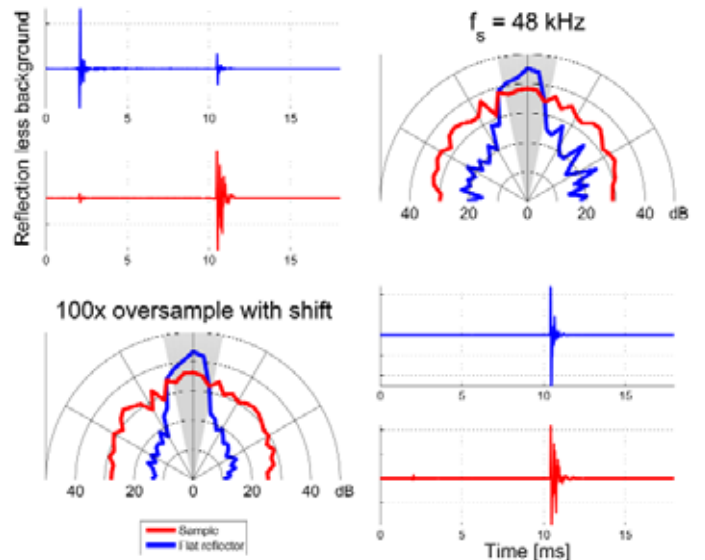 Reflection less background
0 5 10 15
0 5 10 15
f_s = 48 kHz
40 20 0 20 40 dB
100x oversample with shift
40 20 0 20 40 dB
Sample
Flat reflector
0 5 10 15
0 5 10 15
Time [ms]